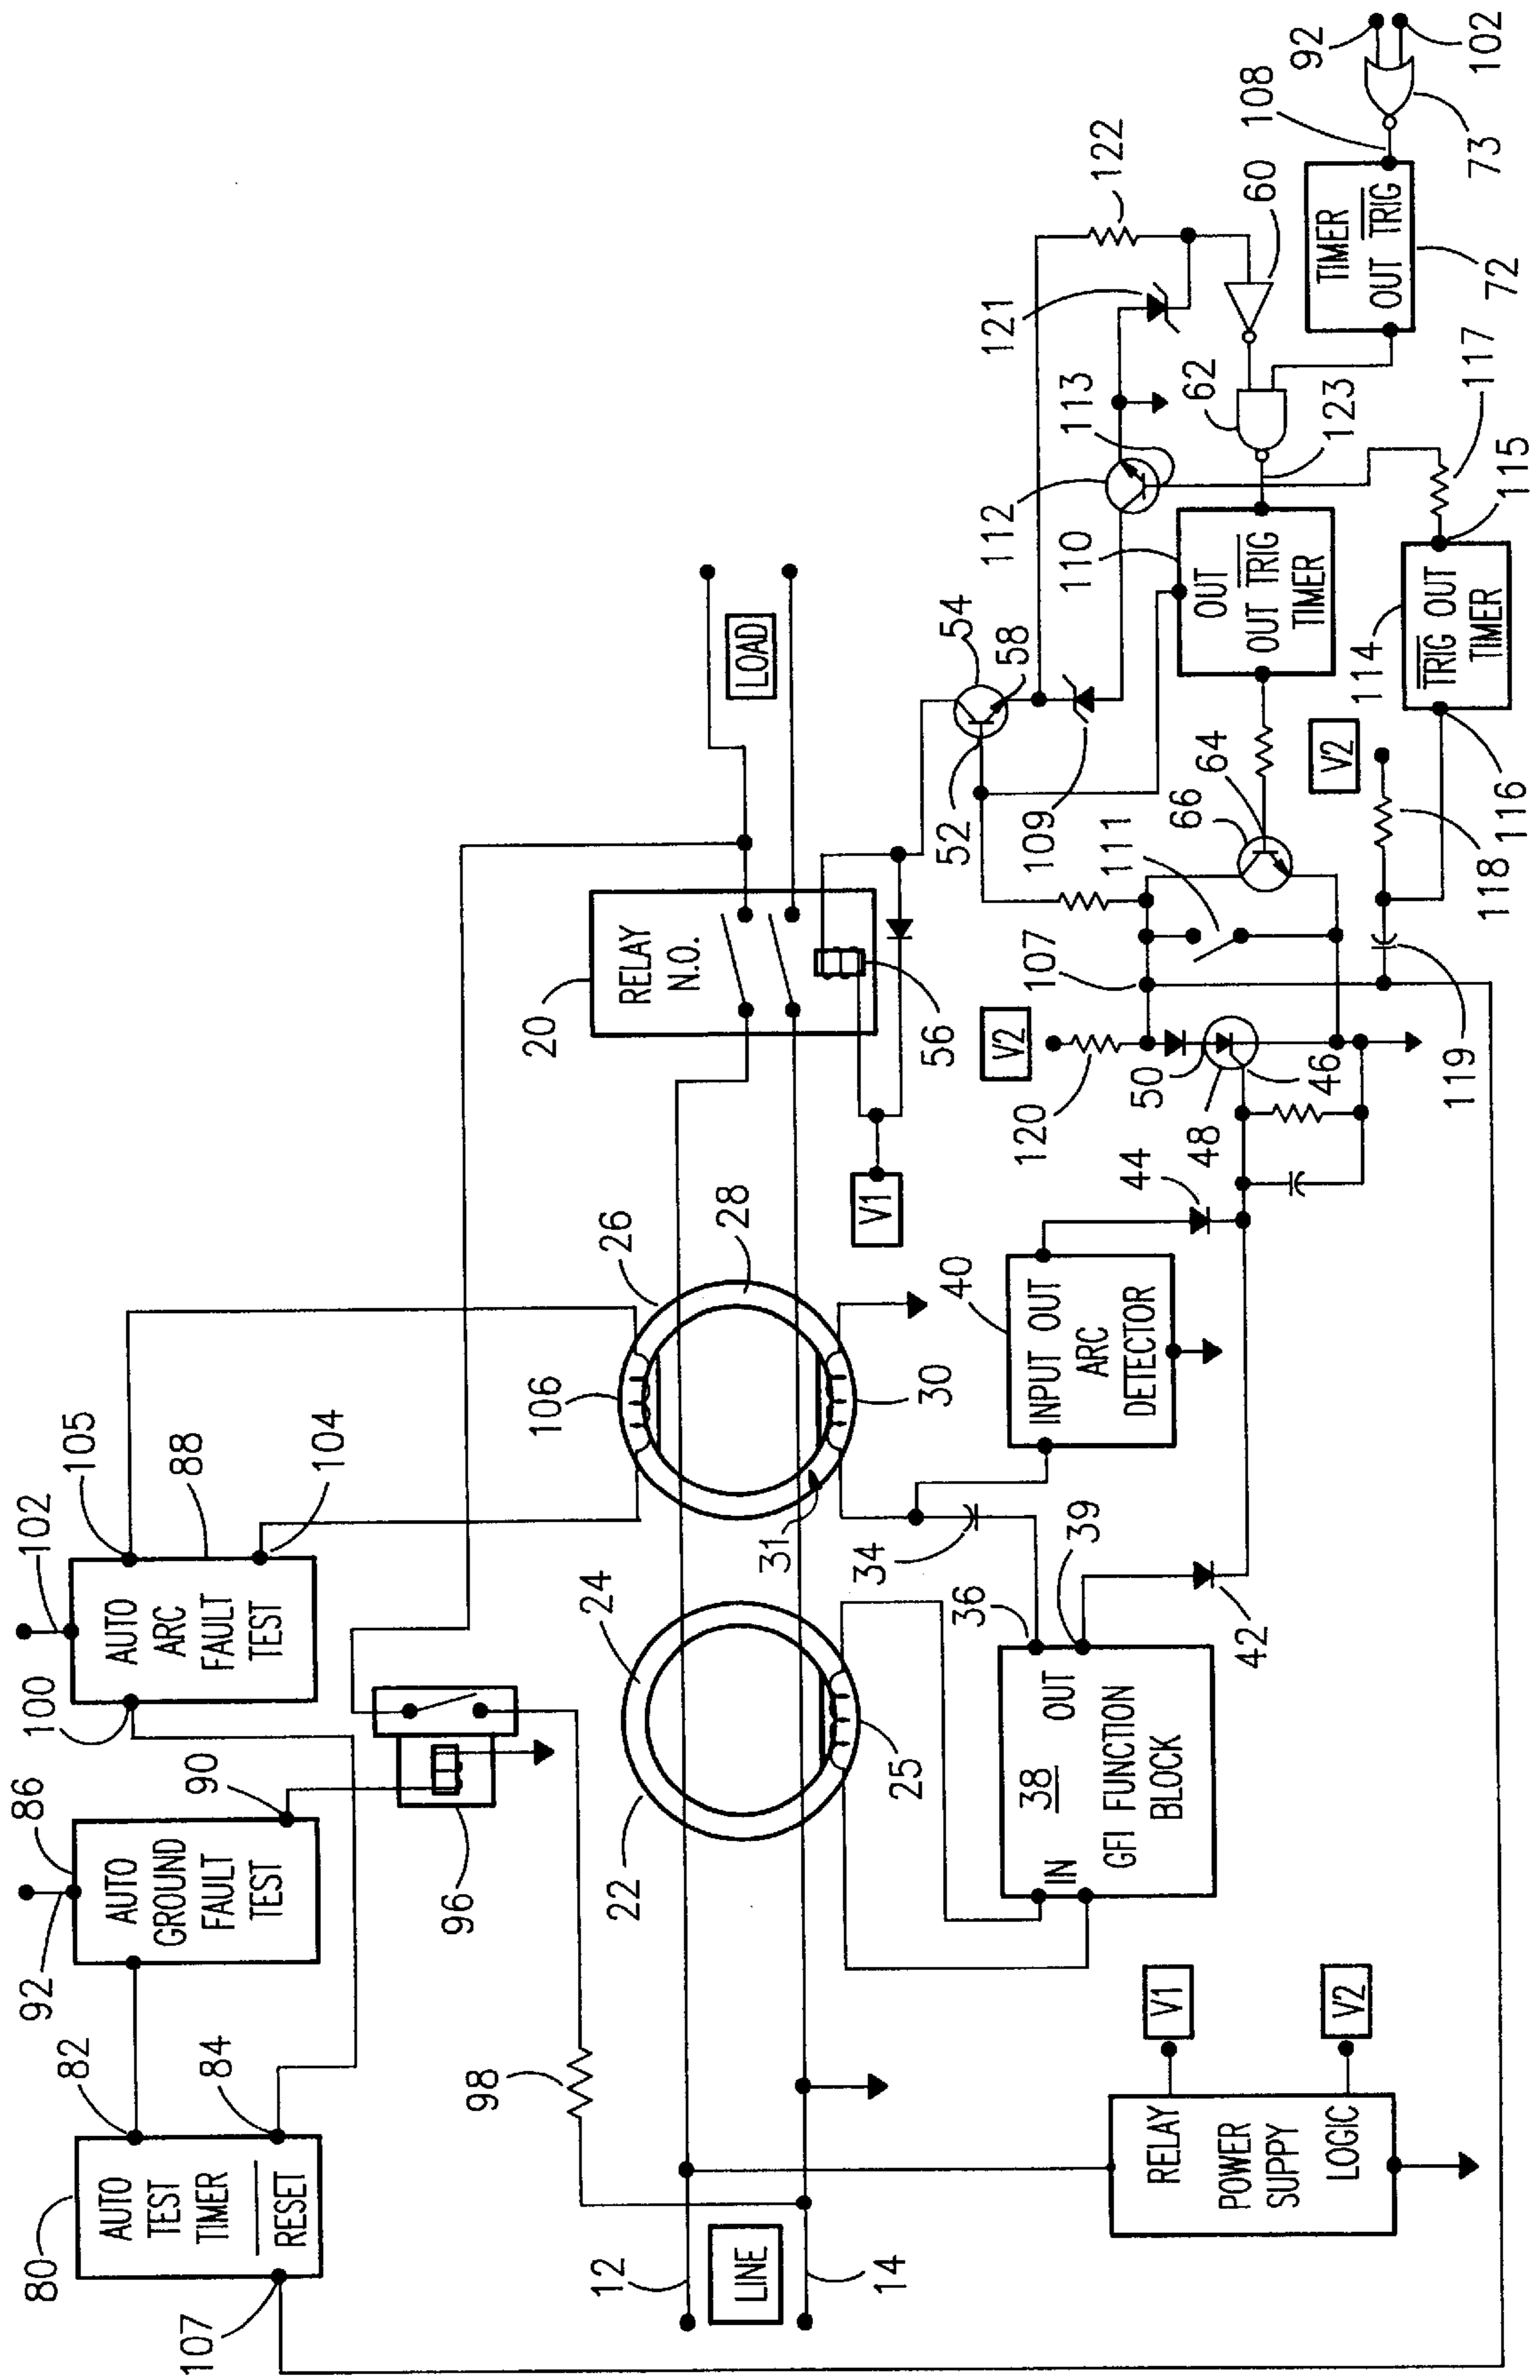 80
AUTO
TEST
TIMER
RESET
107
82
84
92
86
AUTO
GROUND
FAULT
TEST
90
100
102
AUTO
ARC
FAULT
TEST
105
88
104
96
98
12
LINE
14
22
24
25
26
28
106
30
31
34
36
39
IN
OUT
38
GFI FUNCTION
BLOCK
42
RELAY
POWER
SUPPY
LOGIC
V1
V2
40
INPUT OUT
ARC
DETECTOR
44
20
RELAY
N.O.
56
V1
LOAD
V2
120
107
50
48
46
119
111
66
64
V2
118
116
52
54
58
109
110
OUT
OUT TRIG
TIMER
114
TRIG OUT
TIMER
115
117
112
113
121
122
60
62
123
TIMER
OUT TRIG
72
108
73
92
102